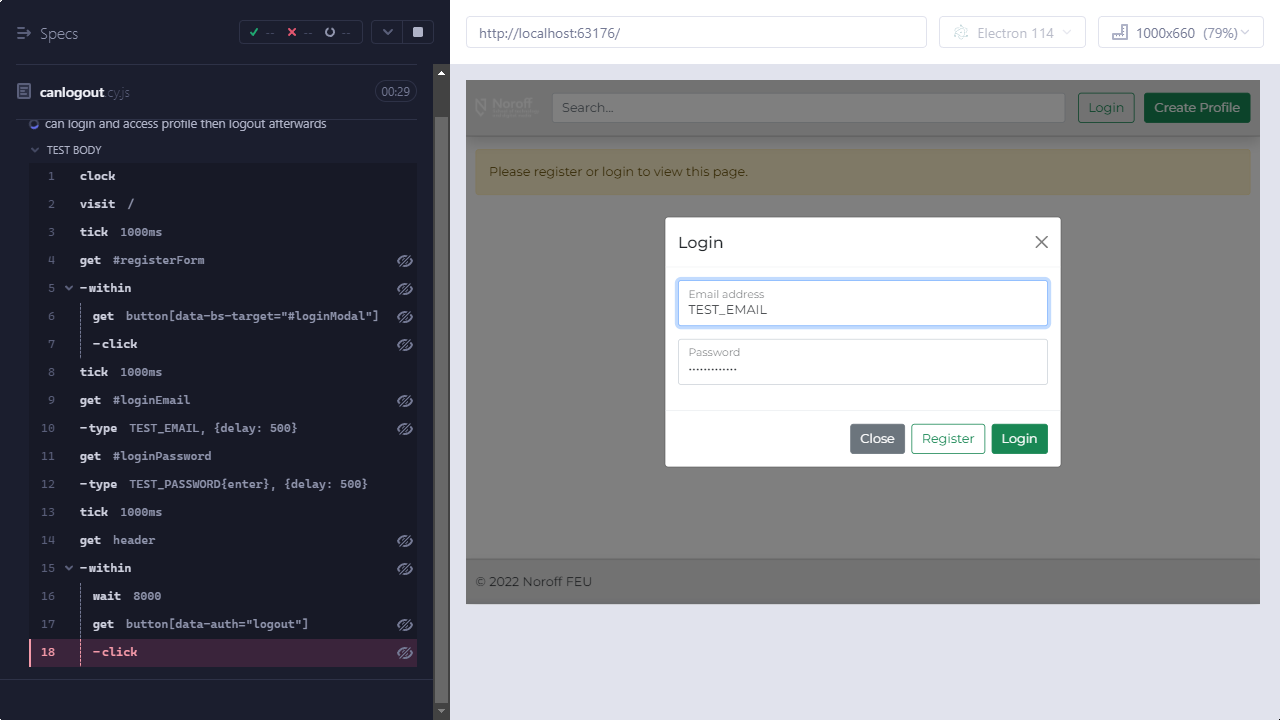 Specs
-- -- --
canlogout.cy.js
00:29
can login and access profile then logout afterwards
TEST BODY
1 clock
2 visit /
3 tick 1000ms
4 get #registerForm
5 -within
6 get button[data-bs-target="#loginModal"]
7 -click
8 tick 1000ms
9 get #loginEmail
10 -type TEST_EMAIL, {delay: 500}
11 get #loginPassword
12 -type TEST_PASSWORD{enter}, {delay: 500}
13 tick 1000ms
14 get header
15 -within
16 wait 8000
17 get button[data-auth="logout"]
18 -click
http://localhost:63176/
Electron 114
1000x660 (79%)
Noroff
Search...
Login
Create Profile
Please register or login to view this page.
Login
Email address
TEST_EMAIL
Password
•••••••••••••
Close
Register
Login
© 2022 Noroff FEU